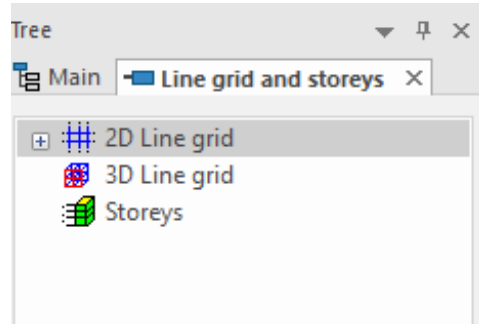 Tree
Main Line grid and storeys
2D Line grid
3D Line grid
Storeys